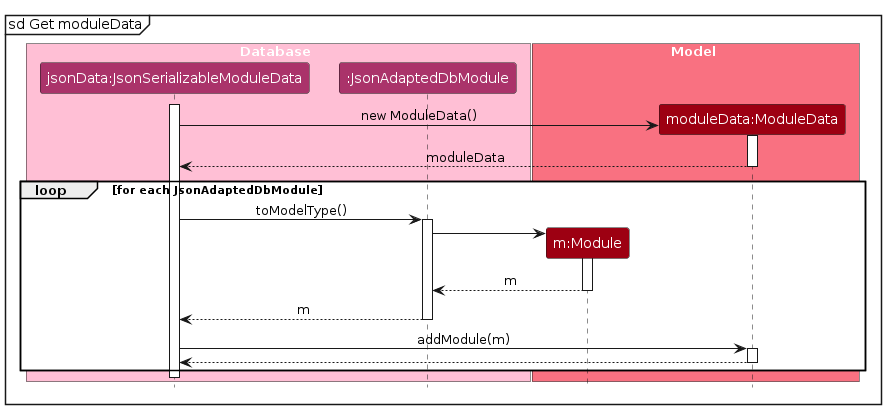 sd Get moduleData
Database
Model
jsonData:JsonSerializableModuleData
:JsonAdaptedDbModule
new ModuleData()
moduleData:ModuleData
moduleData
loop
[for each JsonAdaptedDbModule]
toModelType()
m:Module
m
m
addModule(m)